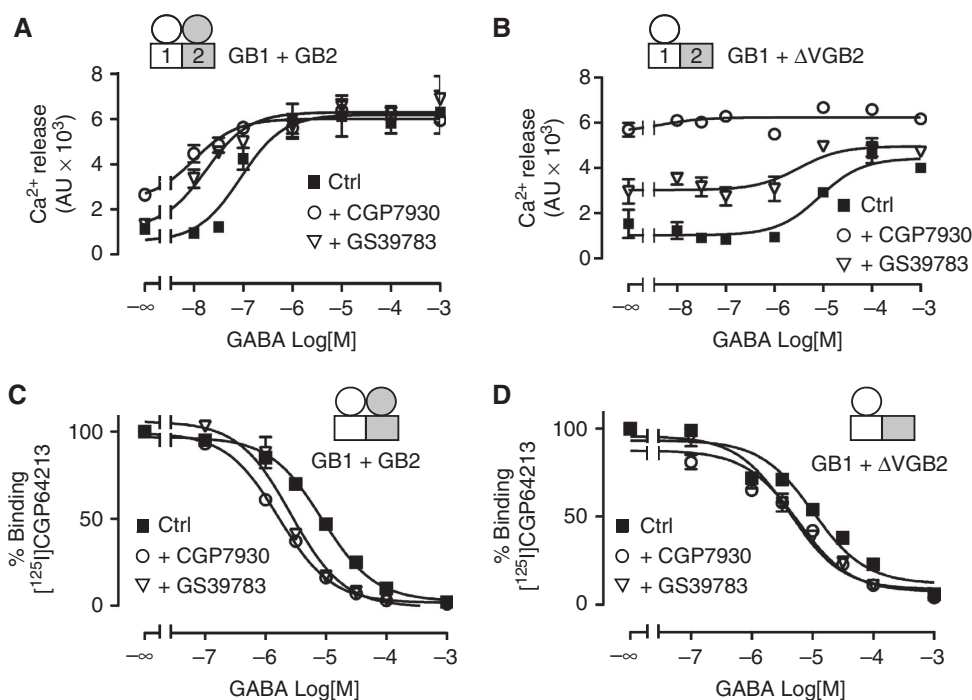 A
1 2 GB1 + GB2
8
6
4
2
0
Ca2+ release
(AU × 10³)
Ctrl
+ CGP7930
+ GS39783
–∞ –8 –7 –6 –5 –4 –3
GABA Log[M]
B
1 2 GB1 + ΔVGB2
8
6
4
2
0
Ca2+ release
(AU × 10³)
Ctrl
+ CGP7930
+ GS39783
–∞ –8 –7 –6 –5 –4 –3
GABA Log[M]
C
GB1 + GB2
100
50
0
% Binding
[125I]CGP64213
Ctrl
+ CGP7930
+ GS39783
–∞ –7 –6 –5 –4 –3
GABA Log[M]
D
GB1 + ΔVGB2
100
50
0
% Binding
[125I]CGP64213
Ctrl
+ CGP7930
+ GS39783
–∞ –7 –6 –5 –4 –3
GABA Log[M]